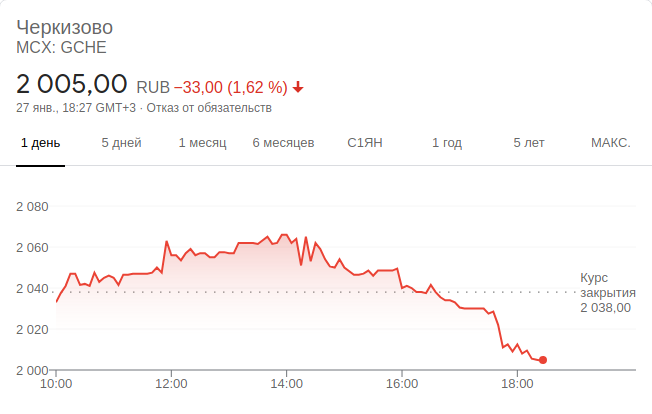 Черкизово
MCX: GCHE
2 005,00 RUB −33,00 (1,62 %)
27 янв., 18:27 GMT+3 · Отказ от обязательств
1 день 5 дней 1 месяц 6 месяцев С1ЯН 1 год 5 лет МАКС.
2 080
2 060
2 040
2 020
2 000
Курс
закрытия
2 038,00
10:00 12:00 14:00 16:00 18:00